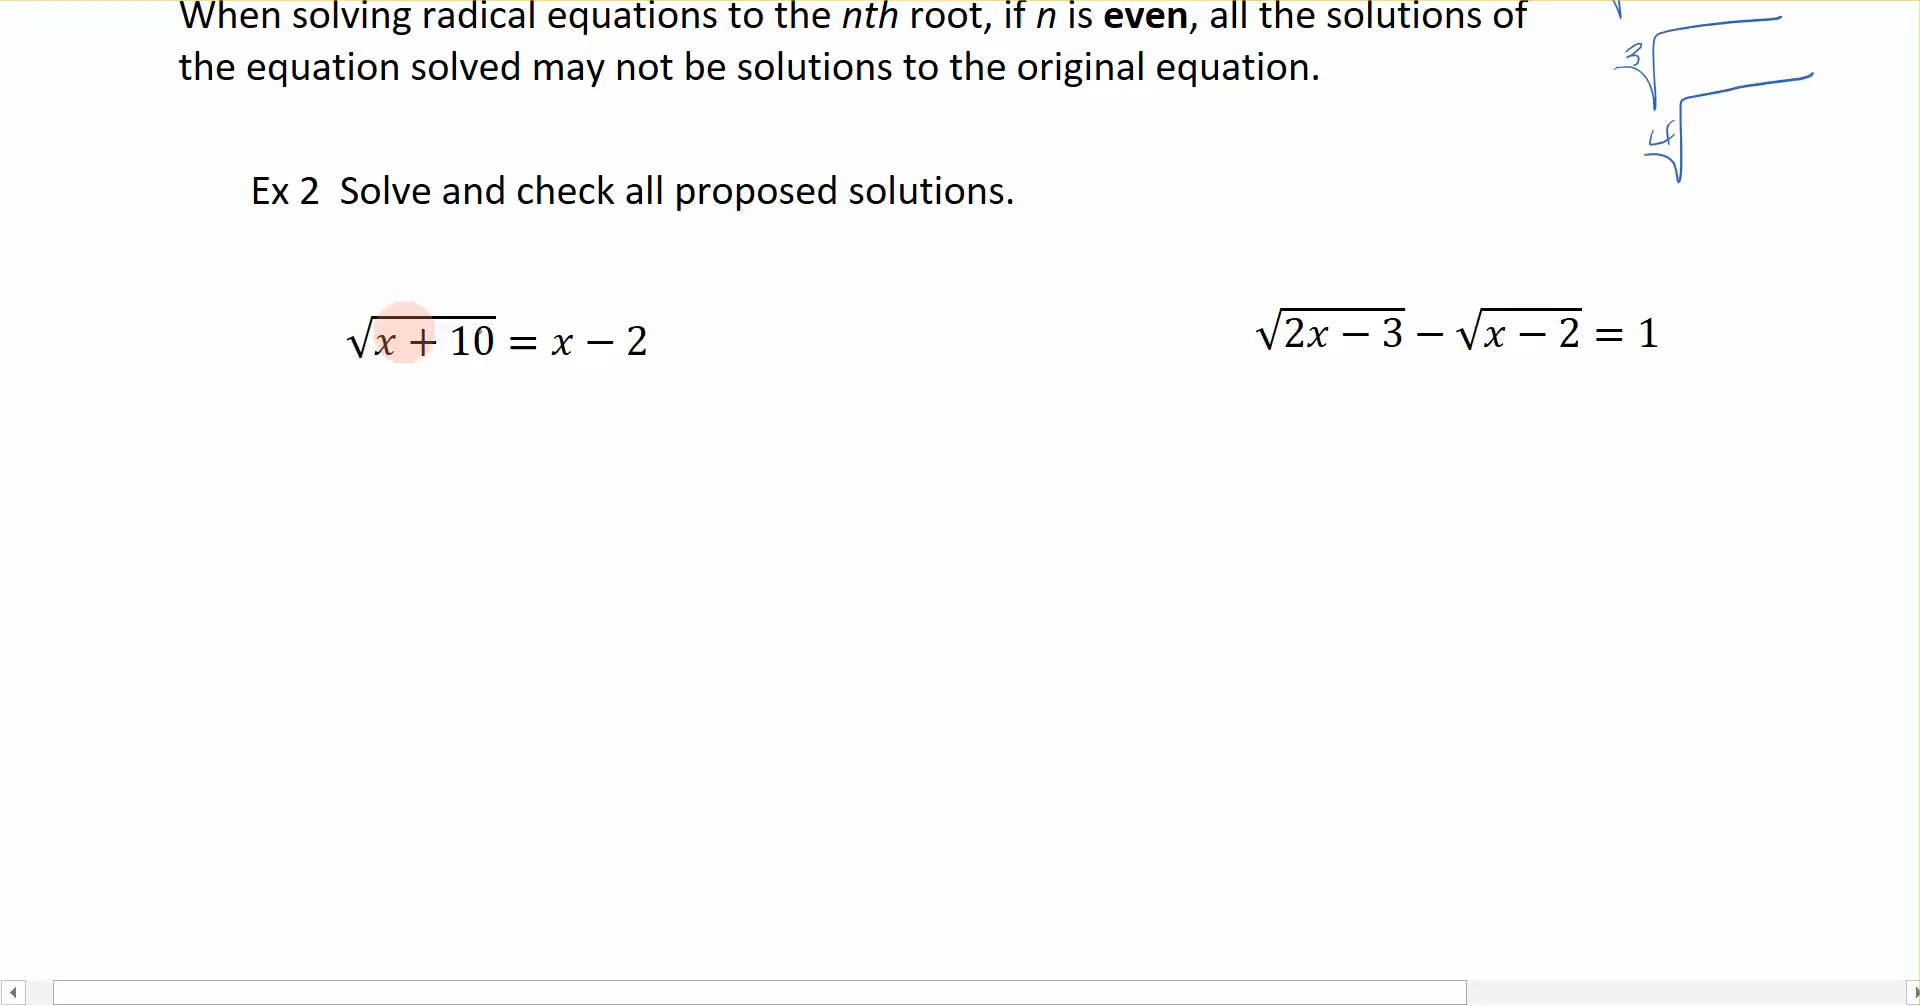 When solving radical equations to the nth root, if n is even, all the solutions of
the equation solved may not be solutions to the original equation.
3
4
Ex 2 Solve and check all proposed solutions.
√(x + 10) = x − 2
√(2x − 3) − √(x − 2) = 1